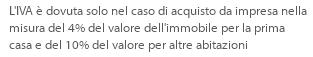 L'IVA è dovuta solo nel caso di acquisto da impresa nella
misura del 4% del valore dell'immobile per la prima
casa e del 10% del valore per altre abitazioni